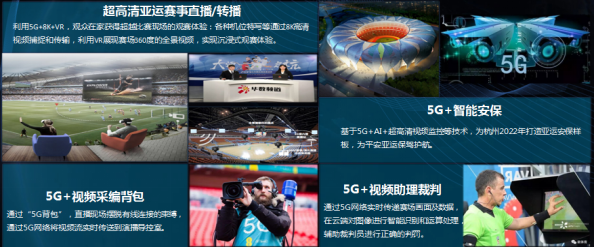 超高清亚运赛事直播/转播
利用5G+8K+VR，观众在家获得超越比赛现场的观赛体验：各种机位特写等通过8K高清
视频捕捉和传输，利用VR展现赛场360度的全景视频，实现沉浸式观赛体验。
华数频道
5G
5G+智能安保
基于5G+AI+超高清视频监控等技术，为杭州2022年打造亚运安保样
板，为平安亚运保驾护航。
5G+视频采编背包
通过“5G背包”，直播现场摆脱有线连接的束缚，
通过5G网络将视频流实时传送到演播导控室。
5G+视频助理裁判
通过5G网络实时传递赛场画面及数据，
在云端对图像进行智能识别和运算处理
辅助裁判员进行正确的判罚。